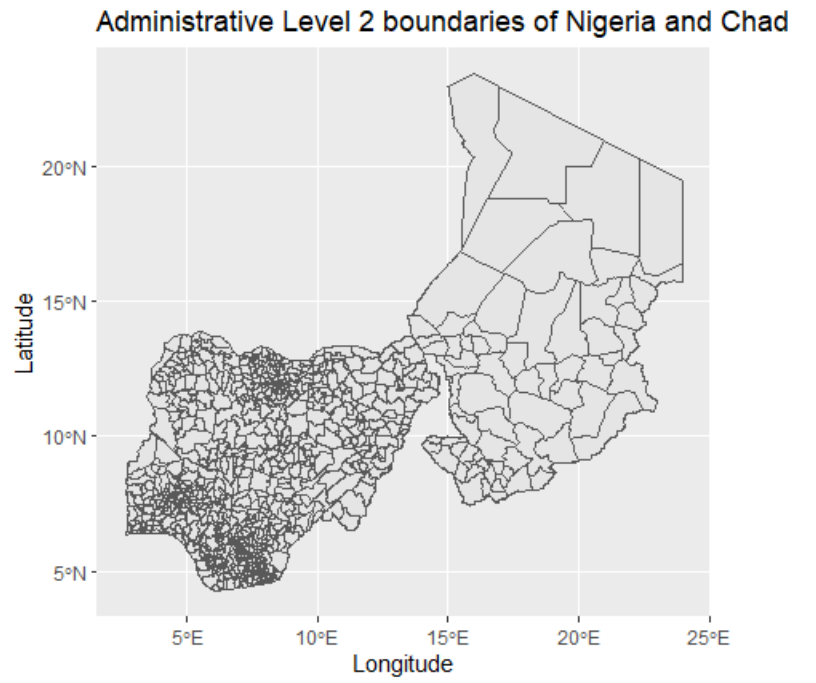 Administrative Level 2 boundaries of Nigeria and Chad
20°N
15°N
10°N
5°N
Latitude
5°E 10°E 15°E 20°E 25°E
Longitude